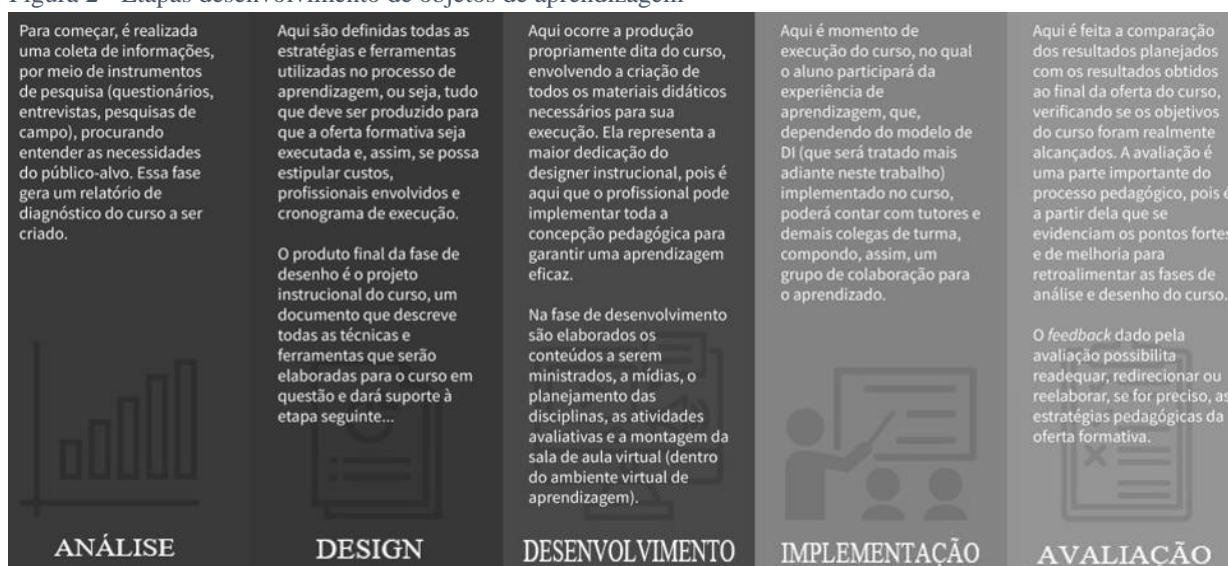 Figura 2 - Etapas desenvolvimento de objetos de aprendizagem
Para começar, é realizada
uma coleta de informações,
por meio de instrumentos
de pesquisa (questionários,
entrevistas, pesquisas de
campo), procurando
entender as necessidades
do público-alvo. Essa fase
gera um relatório de
diagnóstico do curso a ser
criado.
ANÁLISE
Aqui são definidas todas as
estratégias e ferramentas
utilizadas no processo de
aprendizagem, ou seja, tudo
que deve ser produzido para
que a oferta formativa seja
executada e, assim, se possa
estipular custos,
profissionais envolvidos e
cronograma de execução.
O produto final da fase de
desenho é o projeto
instrucional do curso, um
documento que descreve
todas as técnicas e
ferramentas que serão
elaboradas para o curso em
questão e dará suporte à
etapa seguinte...
DESIGN
Aqui ocorre a produção
propriamente dita do curso,
envolvendo a criação de
todos os materiais didáticos
necessários para sua
execução. Ela representa a
maior dedicação do
designer instrucional, pois é
aqui que o profissional pode
implementar toda a
concepção pedagógica para
garantir uma aprendizagem
eficaz.
Na fase de desenvolvimento
são elaborados os
conteúdos a serem
ministrados, a mídias, o
planejamento das
disciplinas, as atividades
avaliativas e a montagem da
sala de aula virtual (dentro
do ambiente virtual de
aprendizagem).
DESENVOLVIMENTO
Aqui é momento de
execução do curso, no qual
o aluno participará da
experiência de
aprendizagem, que,
dependendo do modelo de
DI (que será tratado mais
adiante neste trabalho)
implementado no curso,
poderá contar com tutores e
demais colegas de turma,
compondo, assim, um
grupo de colaboração para
o aprendizado.
IMPLEMENTAÇÃO
Aqui é feita a comparação
dos resultados planejados
com os resultados obtidos
ao final da oferta do curso,
verificando se os objetivos
do curso foram realmente
alcançados. A avaliação é
uma parte importante do
processo pedagógico, pois é
a partir dela que se
evidenciam os pontos fortes
e de melhoria para
retroalimentar as fases de
análise e desenho do curso.
O feedback dado pela
avaliação possibilita
readequar, redirecionar ou
reelaborar, se for preciso, as
estratégias pedagógicas da
oferta formativa.
AVALIAÇÃO